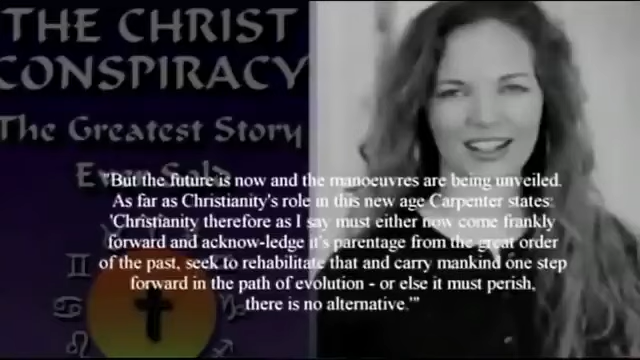 THE CHRIST
CONSPIRACY
The Greatest Story
Ever Sold
"But the future is now and the manoeuvres are being unveiled.
As far as Christianity's role in this new age Carpenter states:
'Christianity therefore as I say must either now come frankly
forward and acknow-ledge it's parentage from the great order
of the past, seek to rehabilitate that and carry mankind one step
forward in the path of evolution - or else it must perish,
there is no alternative.'"